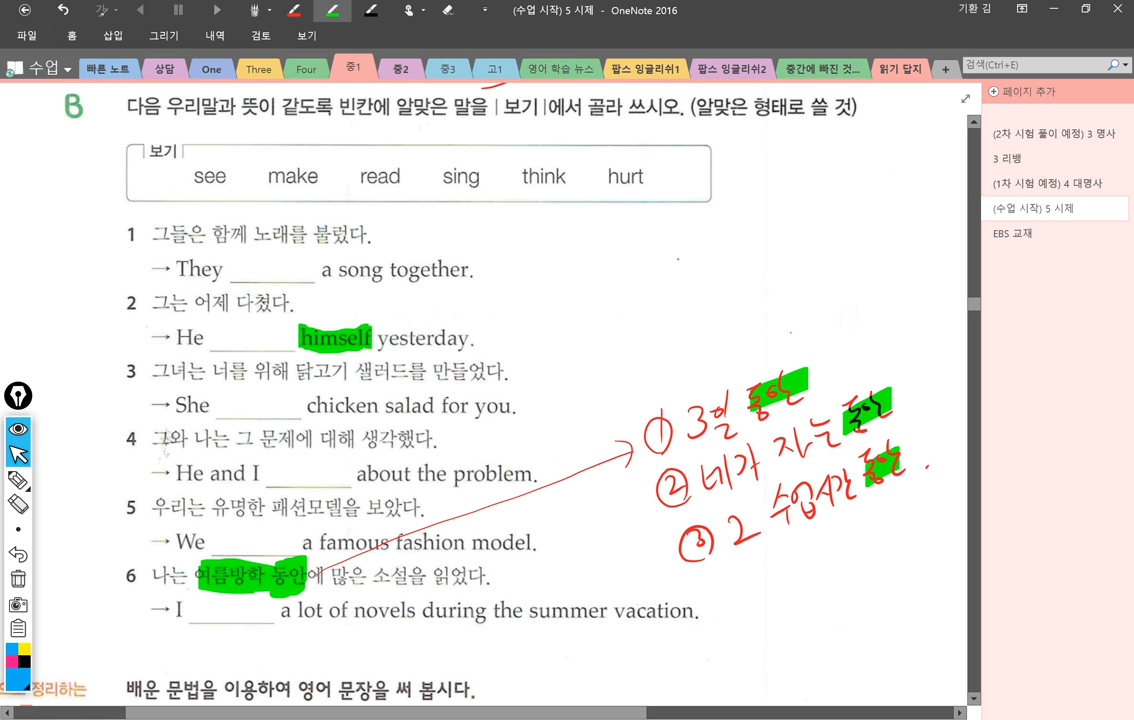 (수업 시작) 5 시제 - OneNote 2016
기환 김
파일 홈 삽입 그리기 내역 검토 보기
수업 빠른 노트 상담 One Three Four 중1 중2 중3 고1 영어 학습 뉴스 팝스 잉글리쉬1 팝스 잉글리쉬2 중간에 빠진 것... 읽기 답지 + 검색(Ctrl+E)
페이지 추가
(2차 시험 풀이 예정) 3 명사
3 리뱅
(1차 시험 예정) 4 대명사
(수업 시작) 5 시제
EBS 교재
B 다음 우리말과 뜻이 같도록 빈칸에 알맞은 말을 | 보기 |에서 골라 쓰시오. (알맞은 형태로 쓸 것)
보기
see make read sing think hurt
1 그들은 함께 노래를 불렀다.
→ They ________ a song together.
2 그는 어제 다쳤다.
→ He ________ himself yesterday.
3 그녀는 너를 위해 닭고기 샐러드를 만들었다.
→ She ________ chicken salad for you.
4 그와 나는 그 문제에 대해 생각했다.
→ He and I ________ about the problem.
5 우리는 유명한 패션모델을 보았다.
→ We ________ a famous fashion model.
6 나는 여름방학 동안에 많은 소설을 읽었다.
→ I ________ a lot of novels during the summer vacation.
① 3일 동안
② 네가 자는 동안
③ 2 수업시간 동안
정리하는
배운 문법을 이용하여 영어 문장을 써 봅시다.